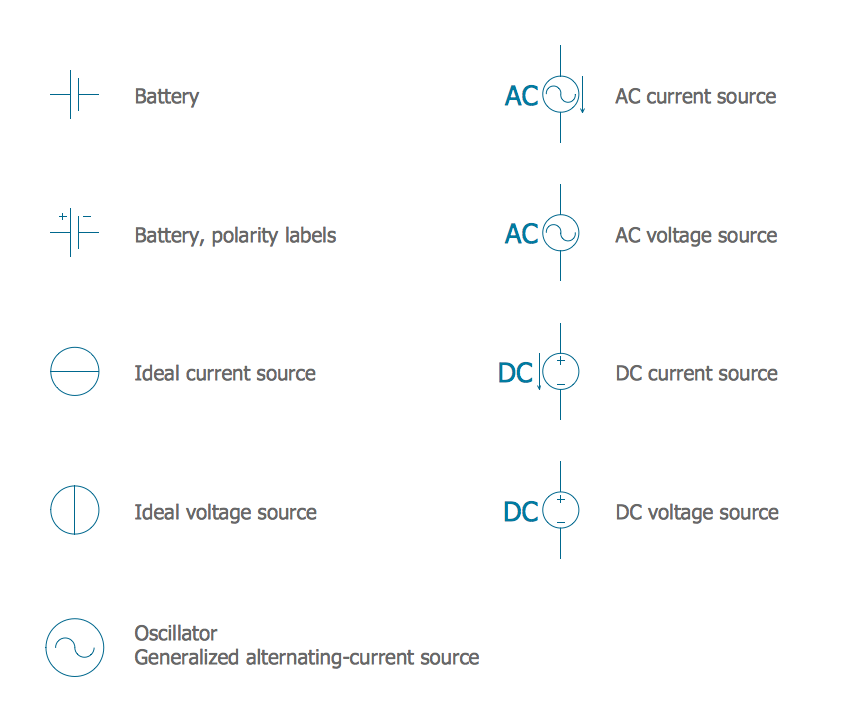 Battery
AC
AC current source
+ −
Battery, polarity labels
AC
AC voltage source
Ideal current source
DC
+
−
DC current source
Ideal voltage source
DC
+
−
DC voltage source
Oscillator
Generalized alternating-current source